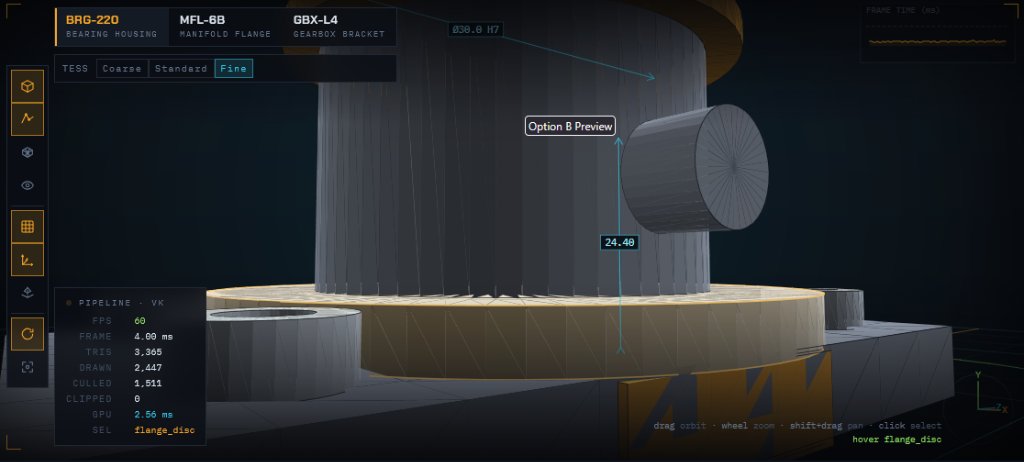 BRG-220
BEARING HOUSING
MFL-6B
MANIFOLD FLANGE
GBX-L4
GEARBOX BRACKET
TESS Coarse Standard Fine
Ø30.0 H7
FRAME TIME (ms)
Option B Preview
24.40
PIPELINE · VK
FPS 60
FRAME 4.00 ms
TRIS 3,365
DRAWN 2,447
CULLED 1,511
CLIPPED 0
GPU 2.56 ms
SEL flange_disc
Y
Z
X
drag orbit · wheel zoom · shift+drag pan · click select
hover flange_disc